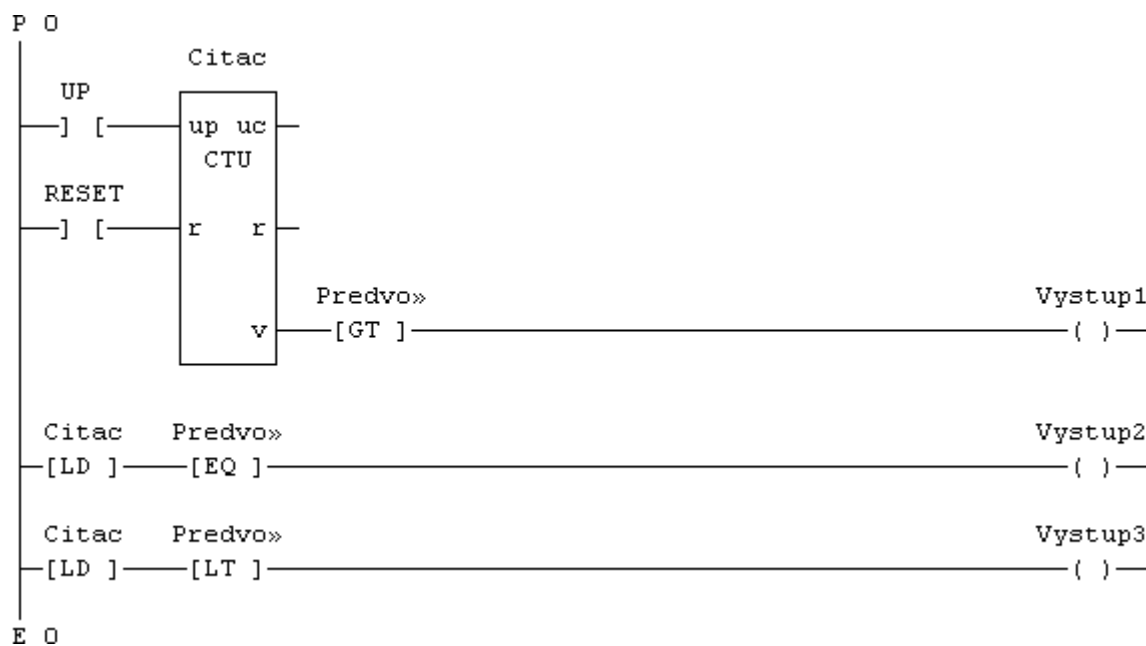 P 0
Citac
UP
] [ up uc
CTU
RESET
] [ r r
Predvo» Vystup1
v [GT ] ( )
Citac Predvo» Vystup2
[LD ] [EQ ] ( )
Citac Predvo» Vystup3
[LD ] [LT ] ( )
E 0